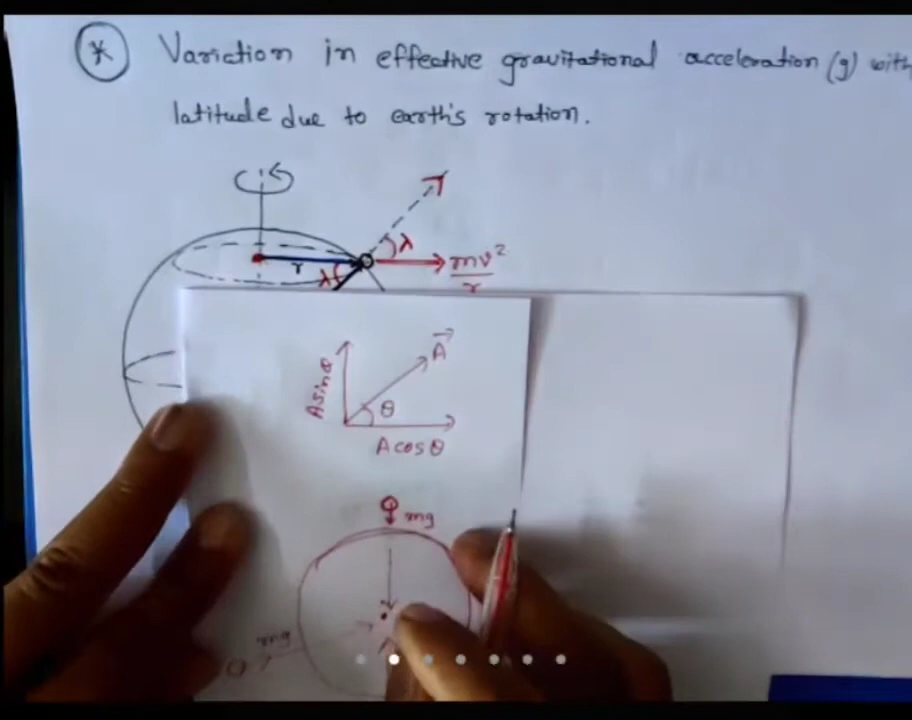 * Variation in effective gravitational acceleration (g) with
latitude due to earth's rotation.
λ
r
λ
mv²
r
A⃗
A sinθ
θ
A cosθ
mg
mg